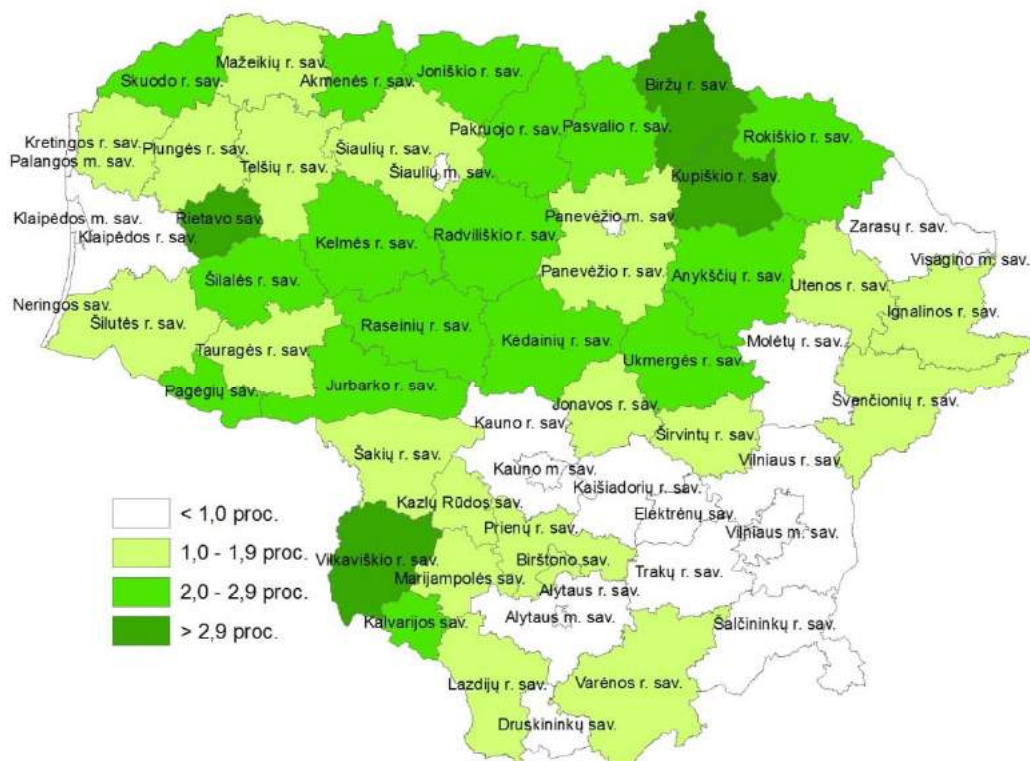 Mažeikių r. sav.
Skuodo r. sav.
Akmenės r. sav.
Joniškio r. sav.
Biržų r. sav.
Kretingos r. sav.
Palangos m. sav.
Plungės r. sav.
Telšių r. sav.
Šiaulių r. sav.
Šiaulių m. sav.
Pakruojo r. sav.
Pasvalio r. sav.
Rokiškio r. sav.
Kupiškio r. sav.
Klaipėdos m. sav.
Klaipėdos r. sav.
Rietavo sav.
Kelmės r. sav.
Radviliškio r. sav.
Panevėžio m. sav.
Panevėžio r. sav.
Anykščių r. sav.
Zarasų r. sav.
Visagino m. sav.
Utenos r. sav.
Ignalinos r. sav.
Šilalės r. sav.
Neringos sav.
Šilutės r. sav.
Tauragės r. sav.
Raseinių r. sav.
Kėdainių r. sav.
Ukmergės r. sav.
Molėtų r. sav.
Pagėgių sav.
Jurbarko r. sav.
Jonavos r. sav.
Švenčionių r. sav.
Kauno r. sav.
Širvintų r. sav.
Šakių r. sav.
Kauno m. sav.
Vilniaus r. sav.
Kaišiadorių r. sav.
Kazlų Rūdos sav.
Elektrėnų sav.
Prienų r. sav.
Vilniaus m. sav.
Vilkaviškio r. sav.
Birštono sav.
Marijampolės sav.
Trakų r. sav.
Alytaus r. sav.
Kalvarijos sav.
Alytaus m. sav.
Šalčininkų r. sav.
Lazdijų r. sav.
Varėnos r. sav.
Druskininkų sav.
< 1,0 proc.
1,0 - 1,9 proc.
2,0 - 2,9 proc.
> 2,9 proc.